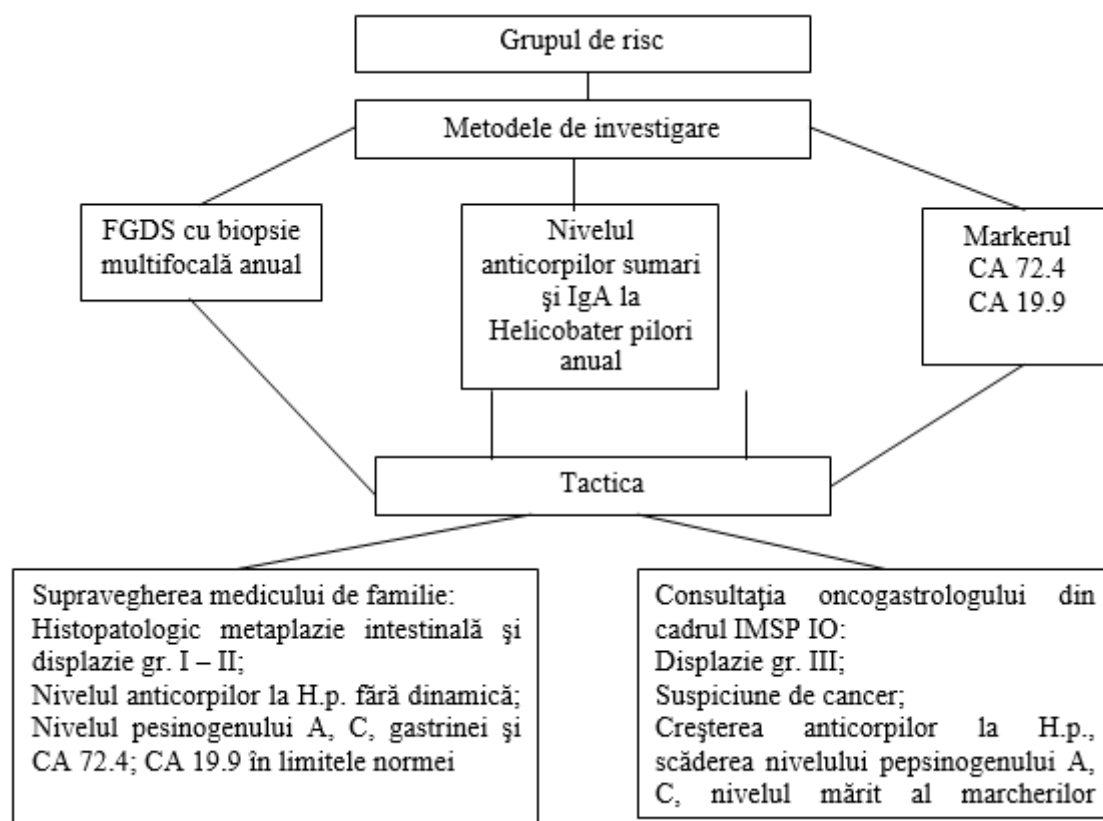 Grupul de risc
Metodele de investigare
FGDS cu biopsie
multifocală anual
Nivelul
anticorpilor sumari
şi IgA la
Helicobater pilori
anual
Markerul
CA 72.4
CA 19.9
Tactica
Supravegherea medicului de familie:
Histopatologic metaplazie intestinală şi
displazie gr. I – II;
Nivelul anticorpilor la H.p. fără dinamică;
Nivelul pesinogenului A, C, gastrinei şi
CA 72.4; CA 19.9 în limitele normei
Consultaţia oncogastrologului din
cadrul IMSP IO:
Displazie gr. III;
Suspiciune de cancer;
Creşterea anticorpilor la H.p.,
scăderea nivelului pepsinogenului A,
C, nivelul mărit al marcherilor